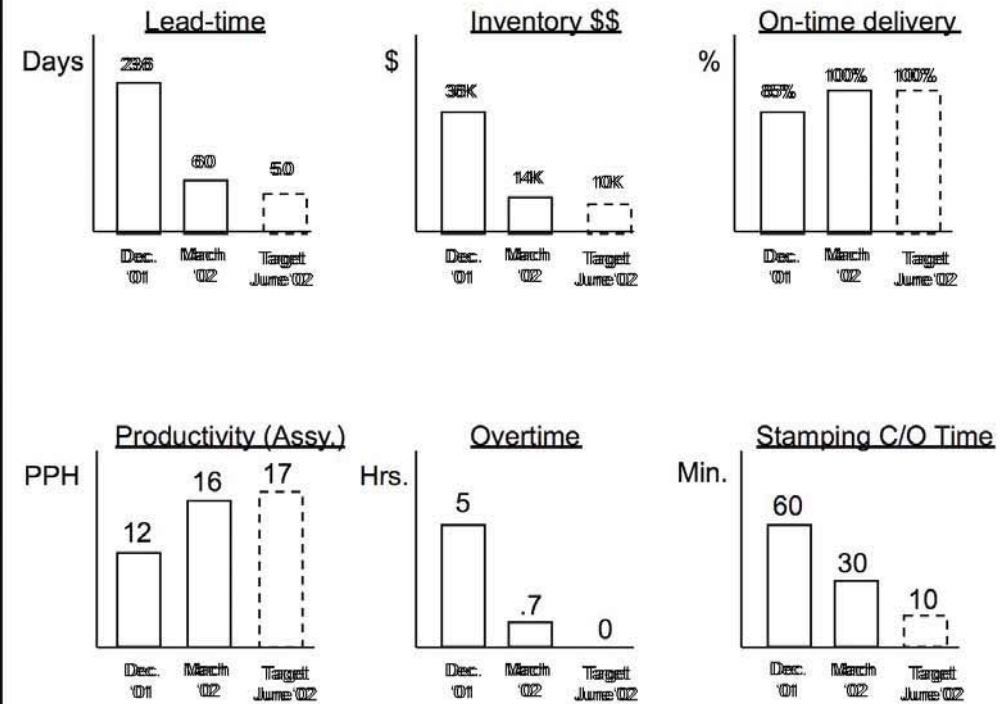 Lead-time
Days
236
60
50
Dec. '01
March '02
Target June '02
Inventory $$
$
14K
10K
Dec. '01
March '02
Target June '02
On-time delivery
%
85%
100%
100%
Dec. '01
March '02
Target June '02
Productivity (Assy.)
PPH
12
16
17
Dec. '01
March '02
Target June '02
Overtime
Hrs.
5
.7
0
Dec. '01
March '02
Target June '02
Stamping C/O Time
Min.
60
30
10
Dec. '01
March '02
Target June '02